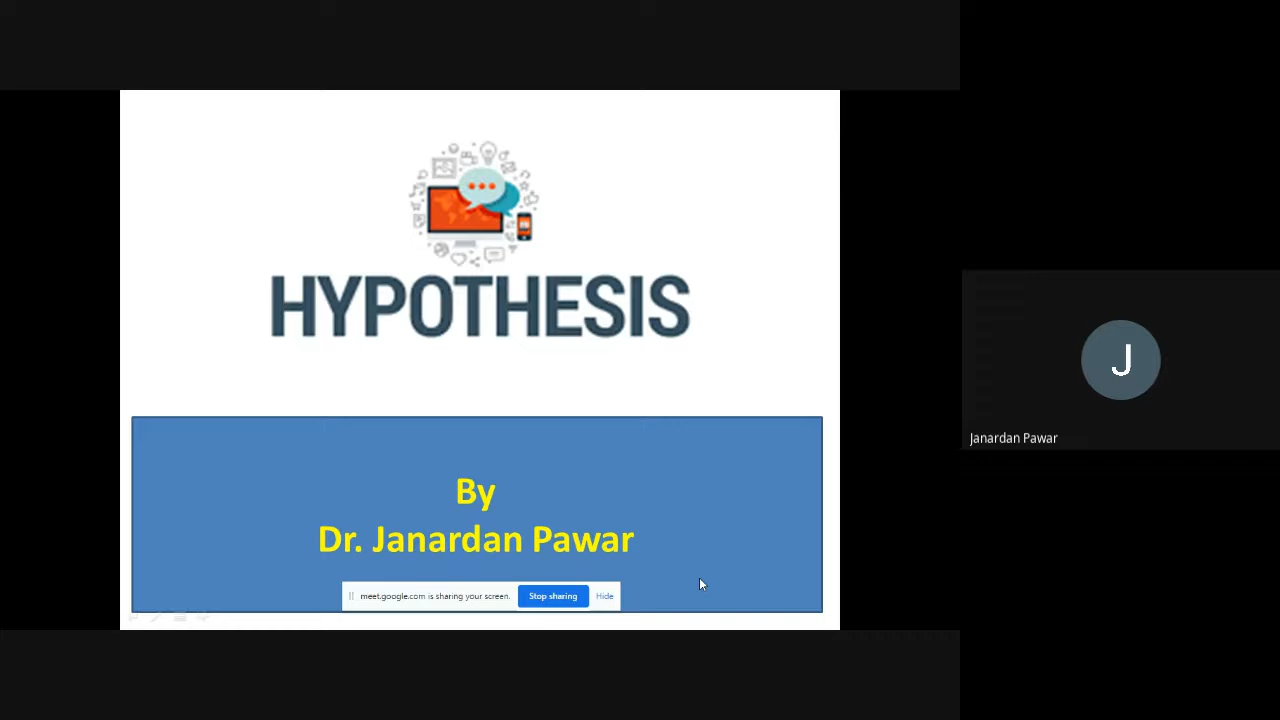 HYPOTHESIS
By
Dr. Janardan Pawar
meet.google.com is sharing your screen. Stop sharing Hide
J
Janardan Pawar